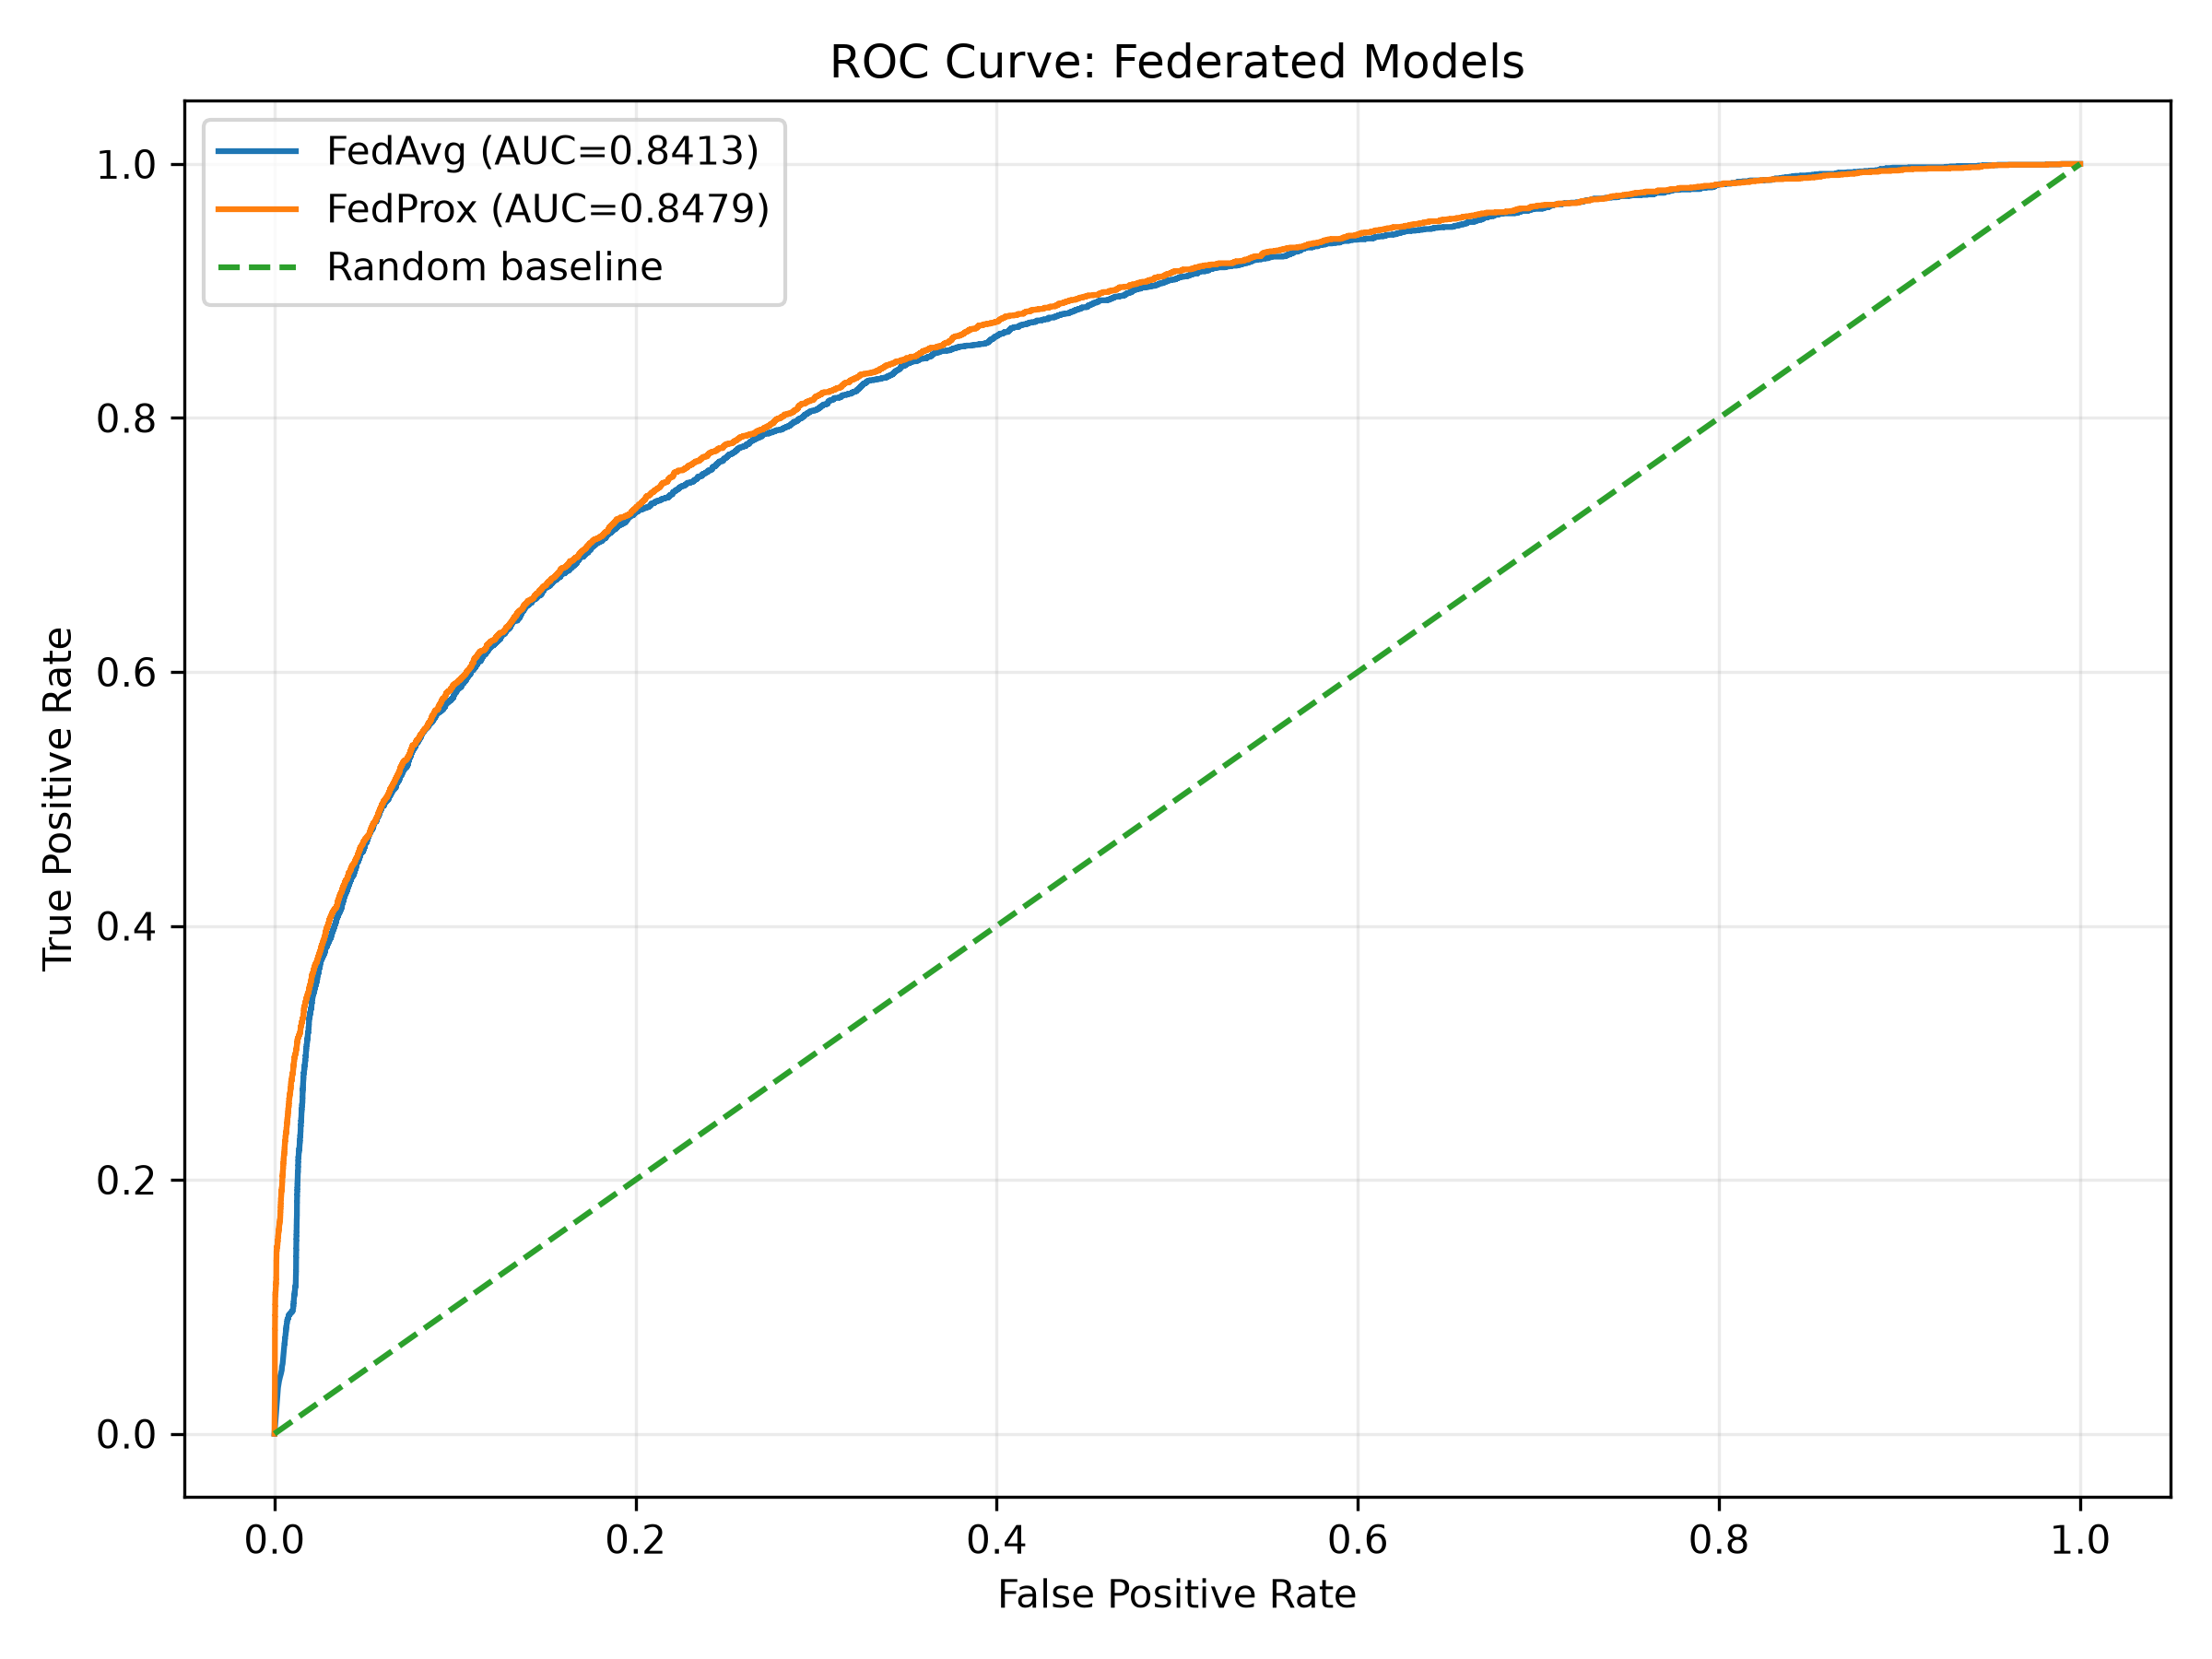 ROC Curve: Federated Models
FedAvg (AUC=0.8413)
FedProx (AUC=0.8479)
Random baseline
True Positive Rate
1.0
0.8
0.6
0.4
0.2
0.0
0.0 0.2 0.4 0.6 0.8 1.0
False Positive Rate